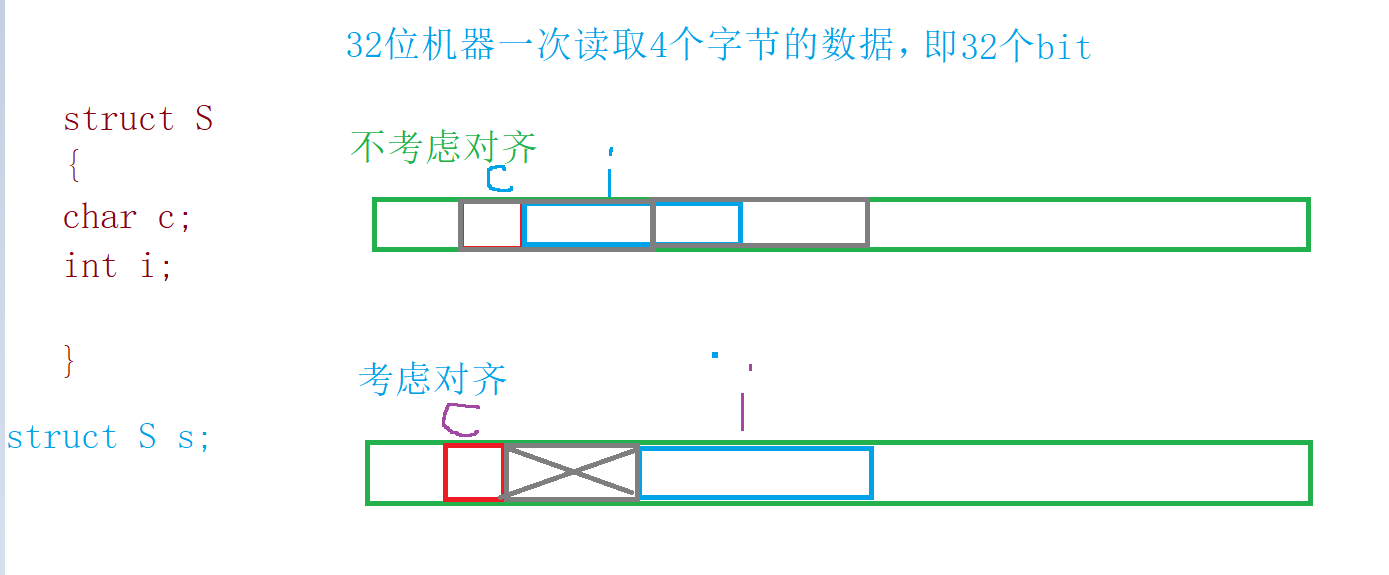 32位机器一次读取4个字节的数据，即32个bit
struct S
{
char c;
int i;
}
struct S s;
不考虑对齐
c i
考虑对齐
c i